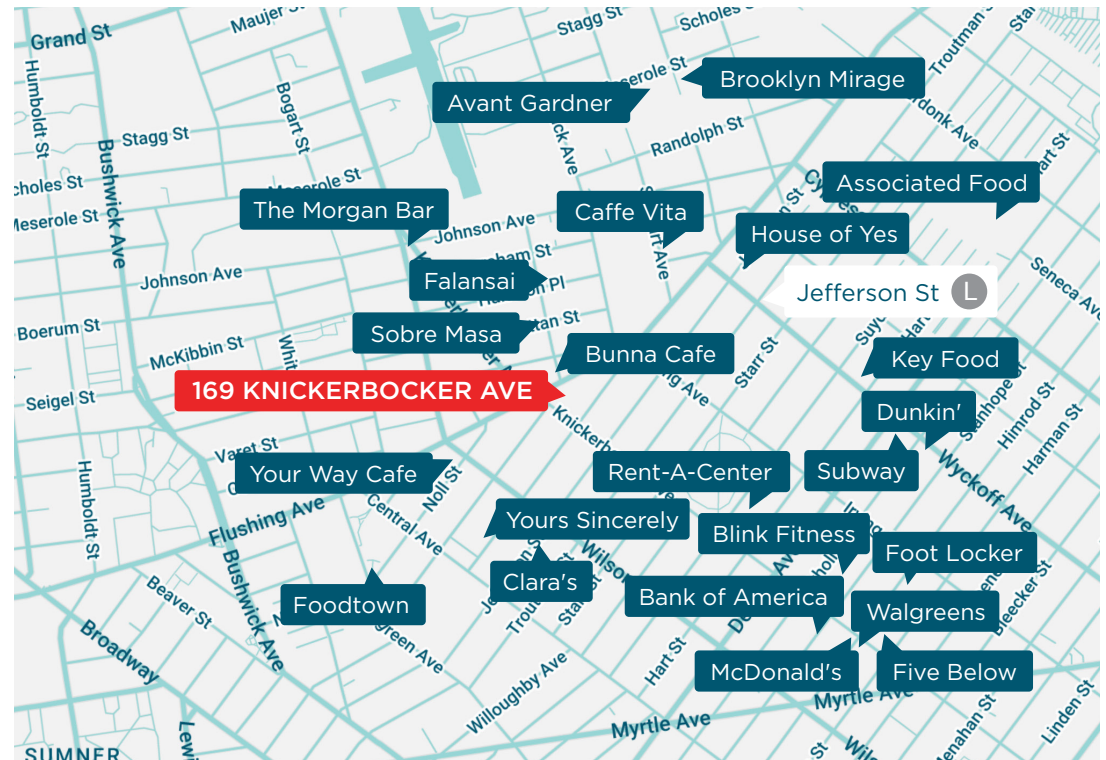 Grand St
Maujer St
Stagg St
Scholes St
Troutman St
Humboldt St
Brooklyn Mirage
Avant Gardner
Bogart St
Stagg St
Randolph St
Bushwick Ave
Meserole St
Associated Food
The Morgan Bar
Caffe Vita
Meserole St
Johnson Ave
House of Yes
Johnson Ave
Falansai
Jefferson St L
Seneca Ave
Boerum St
Sobre Masa
McKibbin St
Bunna Cafe
Starr St
Key Food
169 KNICKERBOCKER AVE
Seigel St
Dunkin'
Stanhope St
Himrod St
Harman St
Varet St
Your Way Cafe
Noll St
Rent-A-Center
Subway
Wyckoff Ave
Humboldt St
Flushing Ave
Central Ave
Yours Sincerely
Blink Fitness
Foot Locker
Bushwick Ave
Clara's
Bank of America
Walgreens
Bleecker St
Beaver St
Foodtown
Broadway
Hart St
McDonald's
Five Below
Willoughby Ave
Myrtle Ave
Myrtle Ave
Menahan St
Linden St
SUMNER